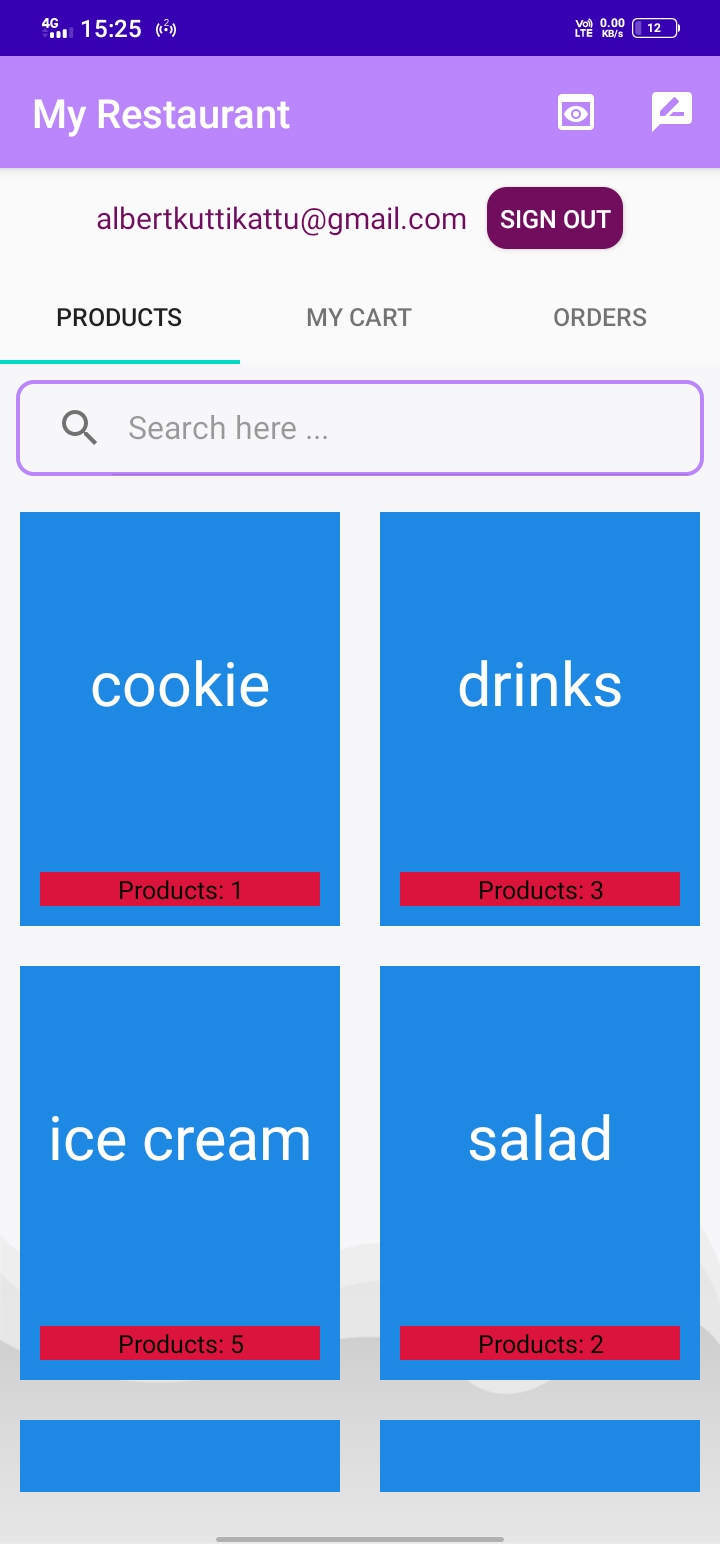 4G 15:25 2 Vo) LTE 0.00 KB/s 12
My Restaurant
albertkuttikattu@gmail.com SIGN OUT
PRODUCTS MY CART ORDERS
Search here ...
cookie drinks
Products: 1 Products: 3
ice cream salad
Products: 5 Products: 2